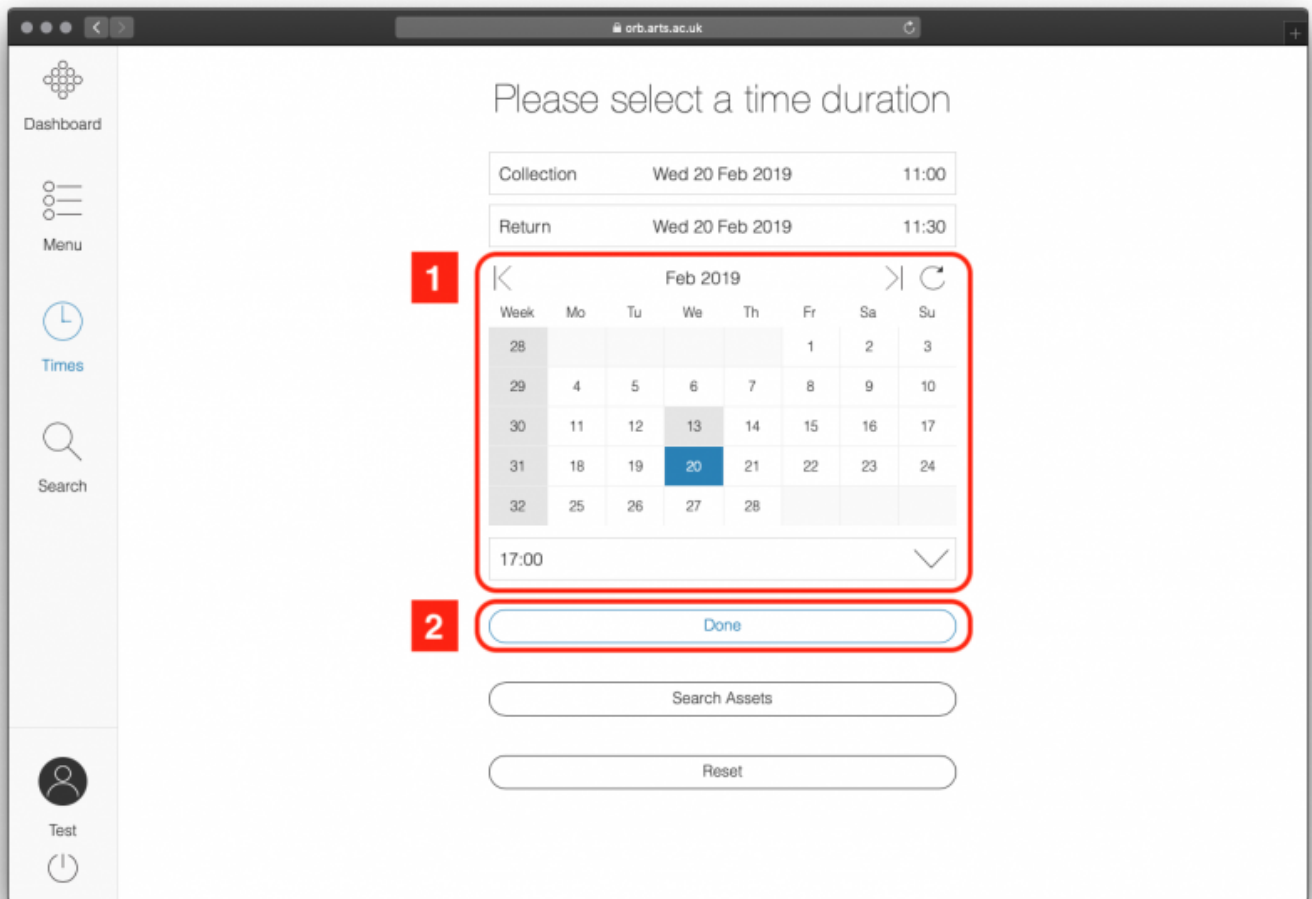 orb.arts.ac.uk
Dashboard
Menu
Times
Search
Test
Please select a time duration
Collection Wed 20 Feb 2019 11:00
Return Wed 20 Feb 2019 11:30
1
Feb 2019
Week Mo Tu We Th Fr Sa Su
28 1 2 3
29 4 5 6 7 8 9 10
30 11 12 13 14 15 16 17
31 18 19 20 21 22 23 24
32 25 26 27 28
17:00
2
Done
Search Assets
Reset